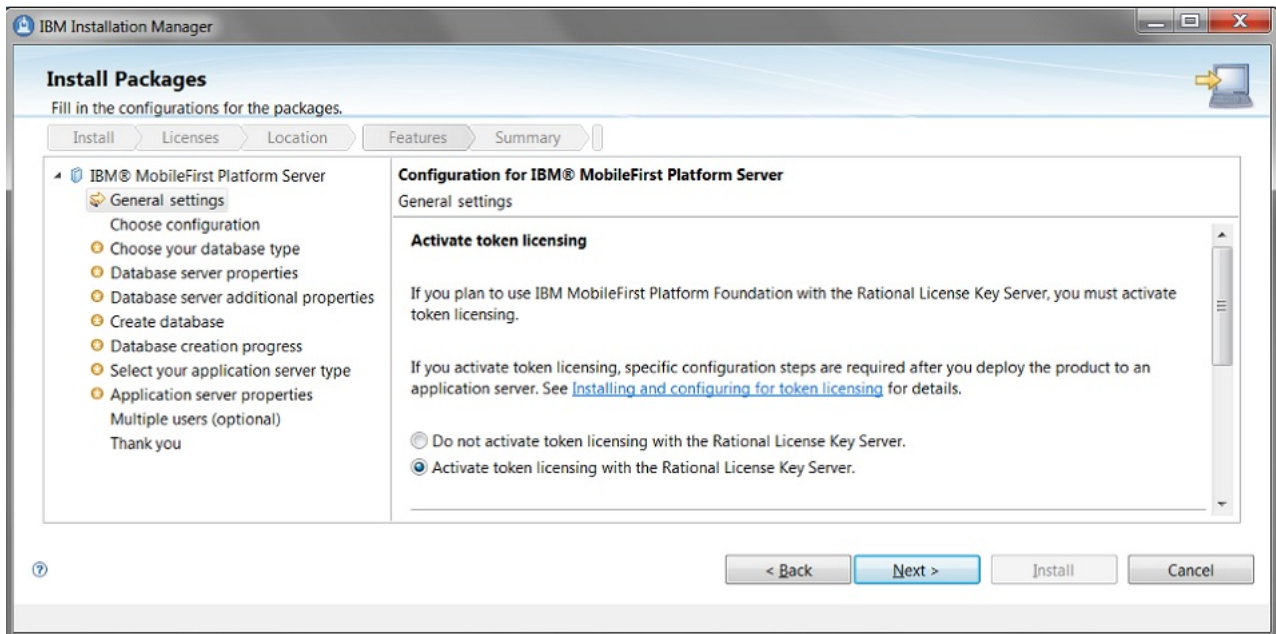 IBM Installation Manager
Install Packages
Fill in the configurations for the packages.
Install Licenses Location Features Summary
IBM® MobileFirst Platform Server
General settings
Choose configuration
Choose your database type
Database server properties
Database server additional properties
Create database
Database creation progress
Select your application server type
Application server properties
Multiple users (optional)
Thank you
Configuration for IBM® MobileFirst Platform Server
General settings
Activate token licensing
If you plan to use IBM MobileFirst Platform Foundation with the Rational License Key Server, you must activate
token licensing.
If you activate token licensing, specific configuration steps are required after you deploy the product to an
application server. See Installing and configuring for token licensing for details.
Do not activate token licensing with the Rational License Key Server.
Activate token licensing with the Rational License Key Server.
?
< Back Next > Install Cancel